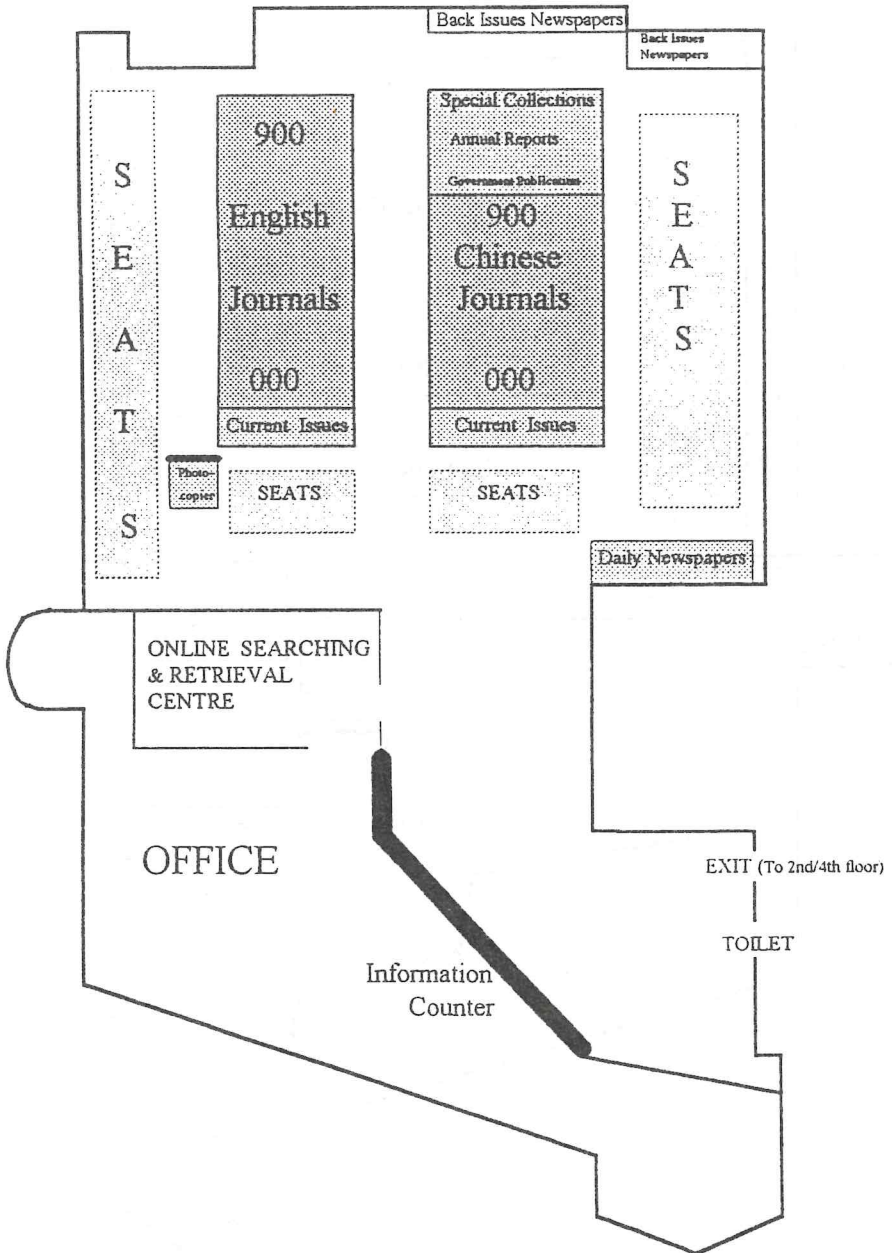 Back Issues Newspapers
Back Issues
Newspapers
S
E
A
T
S
900
English
Journals
000
Current Issues
Special Collections
Annual Reports
Government Publications
900
Chinese
Journals
000
Current Issues
S
E
A
T
S
Photo-
copier
SEATS
SEATS
Daily Newspapers
ONLINE SEARCHING
& RETRIEVAL
CENTRE
OFFICE
EXIT (To 2nd/4th floor)
TOILET
Information
Counter